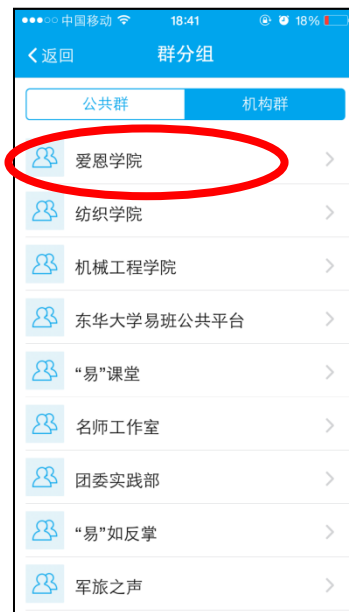 中国移动 18:41 18%
返回 群分组
公共群 机构群
爱恩学院
纺织学院
机械工程学院
东华大学易班公共平台
“易”课堂
名师工作室
团委实践部
“易”如反掌
军旅之声